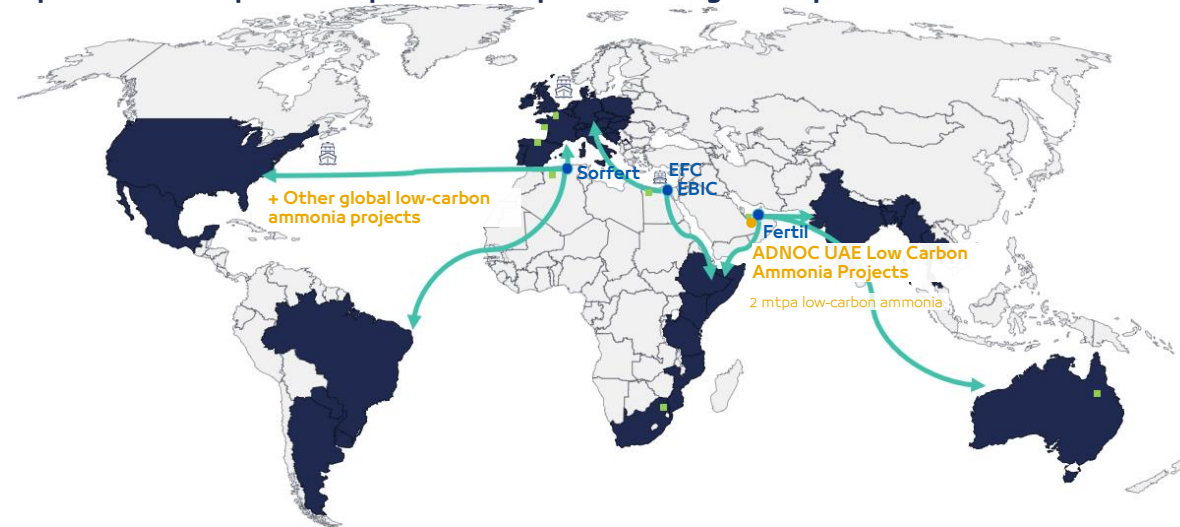 Sorfert
EFC
EBIC
+ Other global low-carbon
ammonia projects
Fertil
ADNOC UAE Low Carbon
Ammonia Projects
2 mtpa low-carbon ammonia